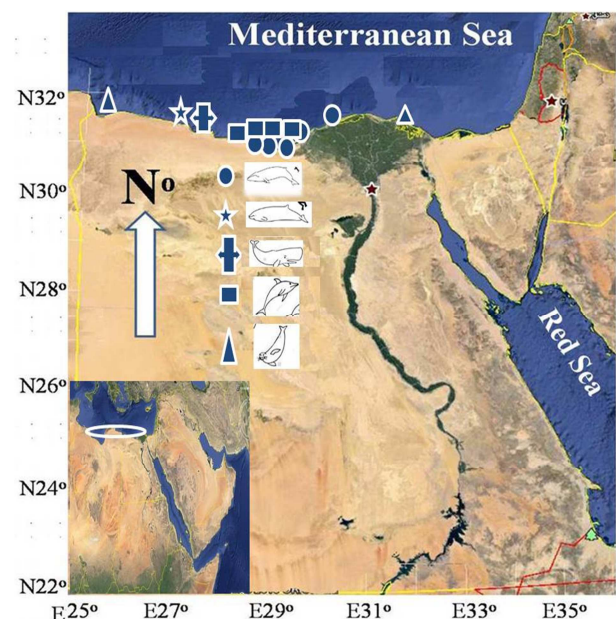 Mediterranean Sea
N32º
Nº
N30º
N28º
Red Sea
N26º
N24º
N22º
E25º E27º E29º E31º E33º E35º